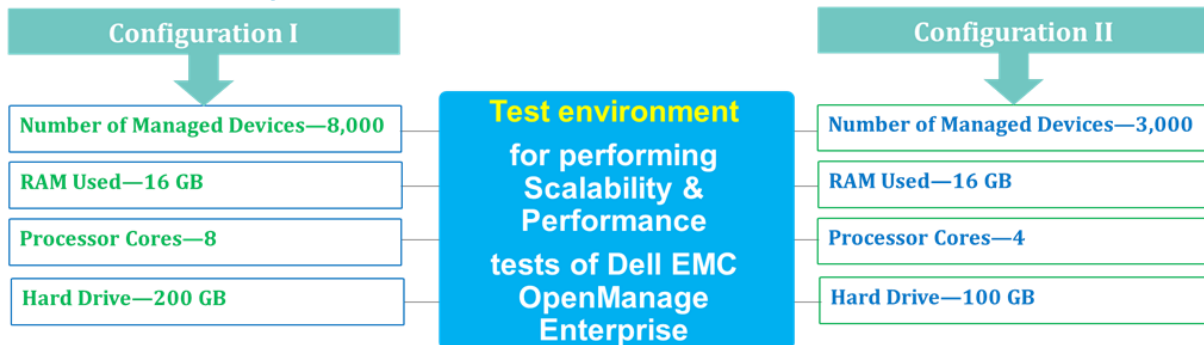 Configuration I
Number of Managed Devices—8,000
RAM Used—16 GB
Processor Cores—8
Hard Drive—200 GB
Test environment
for performing
Scalability &
Performance
tests of Dell EMC
OpenManage
Enterprise
Configuration II
Number of Managed Devices—3,000
RAM Used—16 GB
Processor Cores—4
Hard Drive—100 GB